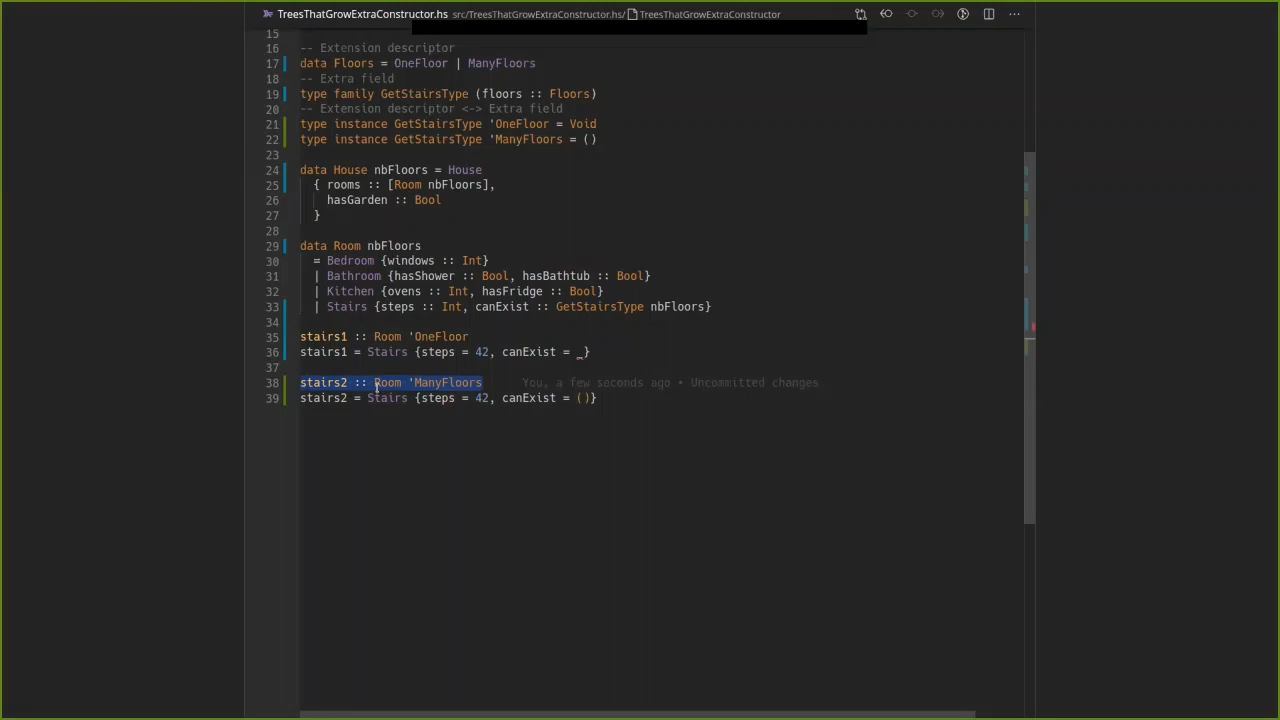 TreesThatGrowExtraConstructor.hs src/TreesThatGrowExtraConstructor.hs/ TreesThatGrowExtraConstructor
15
16 -- Extension descriptor
17 data Floors = OneFloor | ManyFloors
18 -- Extra field
19 type family GetStairsType (floors :: Floors)
20 -- Extension descriptor <-> Extra field
21 type instance GetStairsType 'OneFloor = Void
22 type instance GetStairsType 'ManyFloors = ()
23
24 data House nbFloors = House
25 { rooms :: [Room nbFloors],
26 hasGarden :: Bool
27 }
28
29 data Room nbFloors
30 = Bedroom {windows :: Int}
31 | Bathroom {hasShower :: Bool, hasBathtub :: Bool}
32 | Kitchen {ovens :: Int, hasFridge :: Bool}
33 | Stairs {steps :: Int, canExist :: GetStairsType nbFloors}
34
35 stairs1 :: Room 'OneFloor
36 stairs1 = Stairs {steps = 42, canExist = _}
37
38 stairs2 :: Room 'ManyFloors You, a few seconds ago • Uncommitted changes
39 stairs2 = Stairs {steps = 42, canExist = ()}